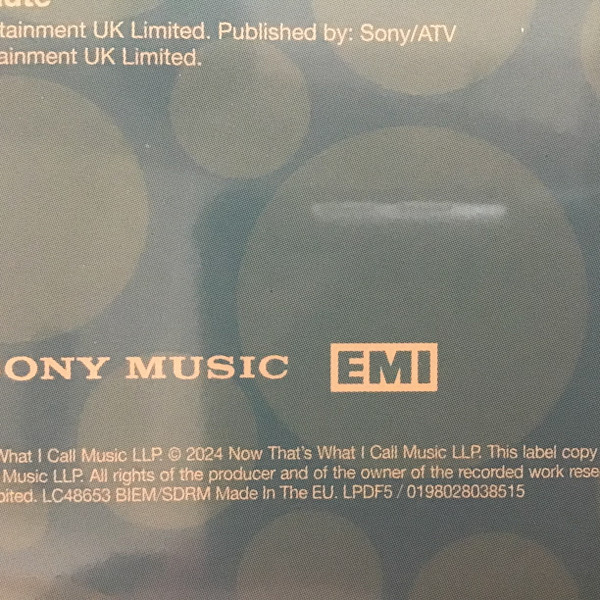 tainment UK Limited. Published by: Sony/ATV
ainment UK Limited.
ONY MUSIC EMI
What I Call Music LLP. © 2024 Now That's What I Call Music LLP. This label copy
Music LLP. All rights of the producer and of the owner of the recorded work rese
bited. LC48653 BIEM/SDRM Made In The EU. LPDF5 / 0198028038515